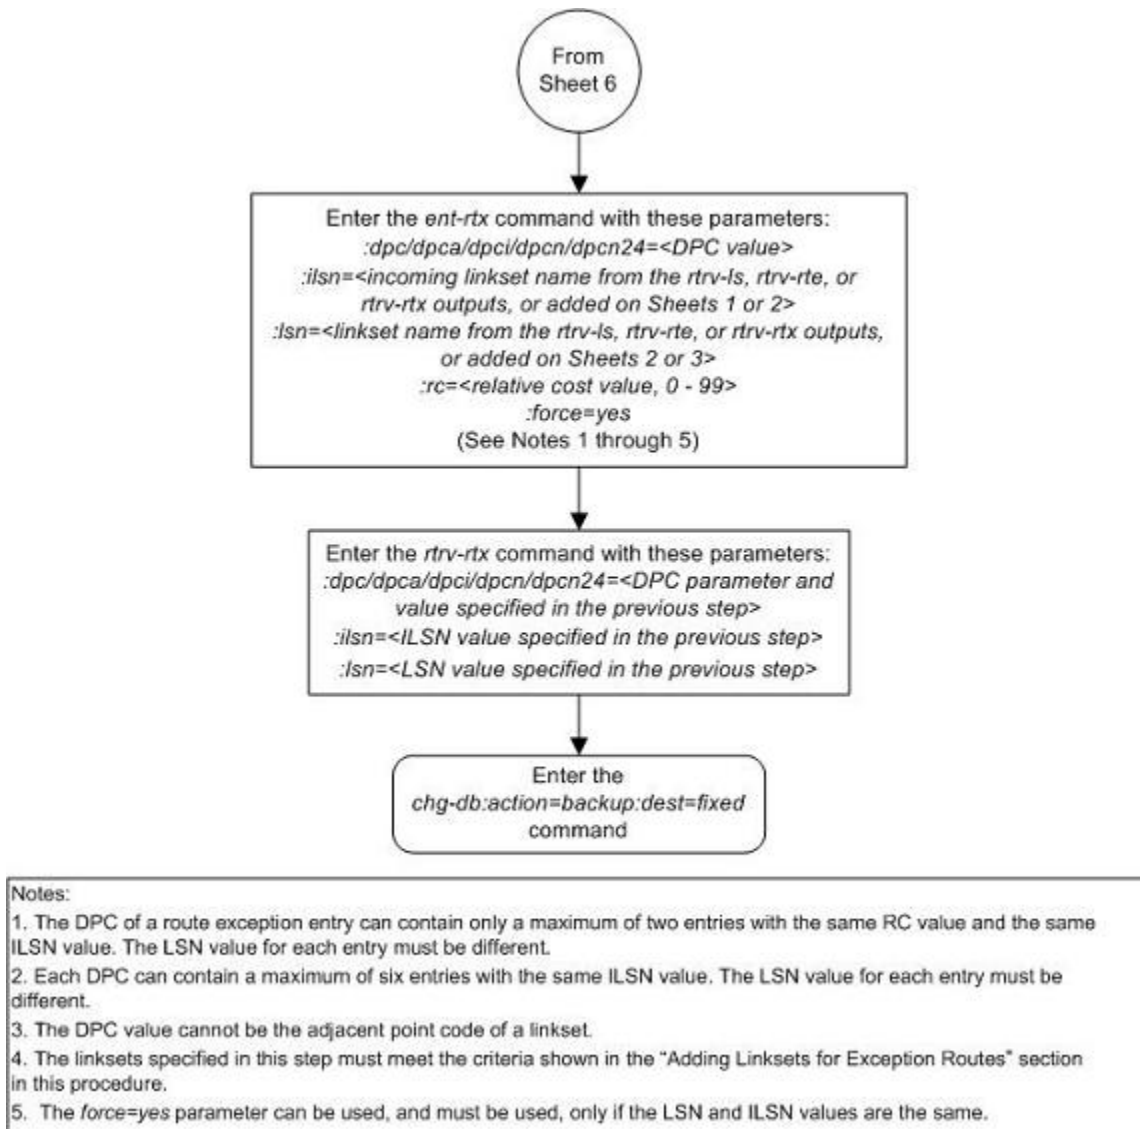 From
Sheet 6
Enter the ent-rtx command with these parameters:
:dpc/dpca/dpci/dpcn/dpcn24=<DPC value>
:ilsn=<incoming linkset name from the rtrv-ls, rtrv-rte, or
rtrv-rtx outputs, or added on Sheets 1 or 2>
:lsn=<linkset name from the rtrv-ls, rtrv-rte, or rtrv-rtx outputs,
or added on Sheets 2 or 3>
:rc=<relative cost value, 0 - 99>
:force=yes
(See Notes 1 through 5)
Enter the rtrv-rtx command with these parameters:
:dpc/dpca/dpci/dpcn/dpcn24=<DPC parameter and
value specified in the previous step>
:ilsn=<ILSN value specified in the previous step>
:lsn=<LSN value specified in the previous step>
Enter the
chg-db:action=backup:dest=fixed
command
Notes:
1. The DPC of a route exception entry can contain only a maximum of two entries with the same RC value and the same
ILSN value. The LSN value for each entry must be different.
2. Each DPC can contain a maximum of six entries with the same ILSN value. The LSN value for each entry must be
different.
3. The DPC value cannot be the adjacent point code of a linkset.
4. The linksets specified in this step must meet the criteria shown in the “Adding Linksets for Exception Routes” section
in this procedure.
5. The force=yes parameter can be used, and must be used, only if the LSN and ILSN values are the same.